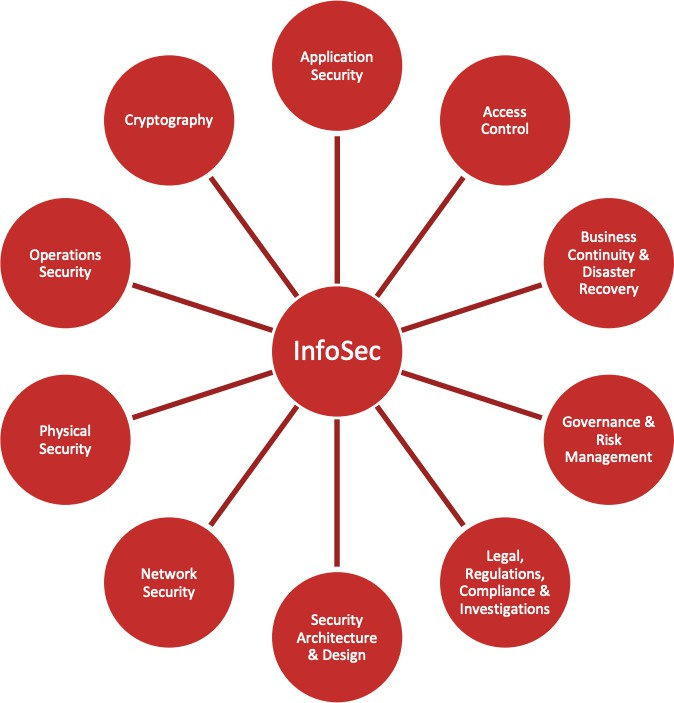 Application
Security
Access
Control
Business
Continuity &
Disaster
Recovery
Governance &
Risk
Management
Legal,
Regulations,
Compliance &
Investigations
Security
Architecture
& Design
Network
Security
Physical
Security
Operations
Security
Cryptography
InfoSec